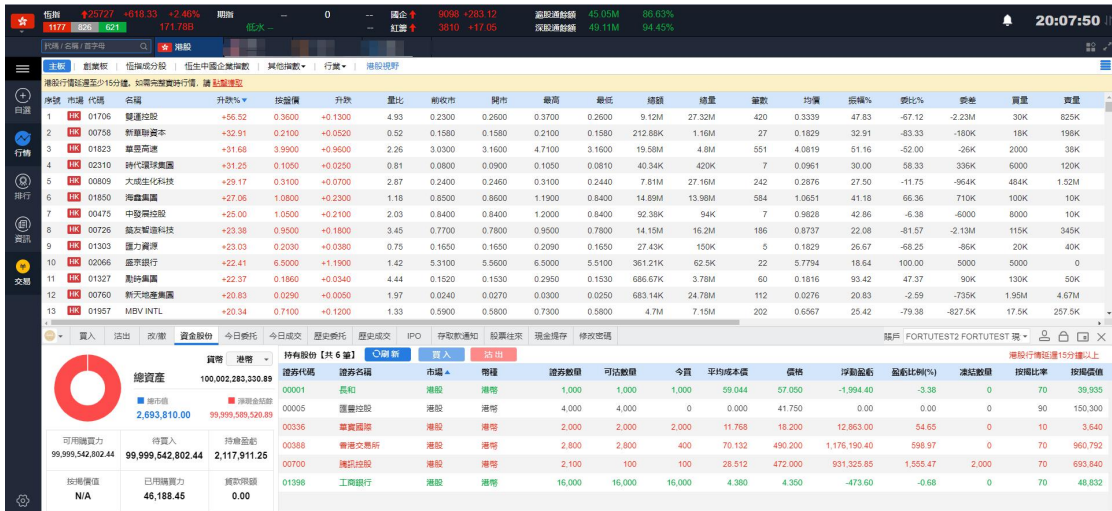 恆指 ↑25727 +618.33 +2.46% 期指 -- 0 -- 國企↑ 9098 +283.12 滬股通餘額 45.05M 86.63%
1177 826 621 171.78B 低水 -- -- 紅籌↑ 3810 +17.05 深股通餘額 49.11M 94.45% 20:07:50
代碼 / 名稱 / 首字母 港股
主板 創業板 恆指成分股 恆生中國企業指數 其他指數▾ 行業▾ 港股視野
港股行情延遲至少15分鐘。如需完整實時行情,請 點擊獲取
序號 市場 代碼 名稱 升跌%▼ 按盤價 升跌 量比 前收市 開市 最高 最低 總額 總量 筆數 均價 振幅% 委比% 委差 買量 賣量
1 HK 01706 雙運控股 +56.52 0.3600 +0.1300 4.93 0.2300 0.2600 0.3700 0.2600 9.12M 27.32M 420 0.3339 47.83 -67.12 -2.23M 30K 825K
2 HK 00758 新華聯資本 +32.91 0.2100 +0.0520 0.52 0.1580 0.1580 0.2100 0.1580 212.88K 1.16M 27 0.1829 32.91 -83.33 -180K 18K 198K
3 HK 01823 華昱高速 +31.68 3.9900 +0.9600 2.26 3.0300 3.1600 4.7100 3.1600 19.58M 4.8M 551 4.0819 51.16 -52.00 -26K 2000 38K
4 HK 02310 時代環球集團 +31.25 0.1050 +0.0250 0.81 0.0800 0.0900 0.1050 0.0810 40.34K 420K 7 0.0961 30.00 58.33 336K 6000 120K
5 HK 00809 大成生化科技 +29.17 0.3100 +0.0700 2.87 0.2400 0.2460 0.3100 0.2440 7.81M 27.16M 242 0.2876 27.50 -11.75 -964K 484K 1.52M
6 HK 01850 海鑫集團 +27.06 1.0800 +0.2300 1.18 0.8500 0.8600 1.1900 0.8400 14.89M 13.98M 584 1.0651 41.18 66.36 710K 100K 10K
7 HK 00475 中發展控股 +25.00 1.0500 +0.2100 2.03 0.8400 0.8400 1.2000 0.8400 92.38K 94K 7 0.9828 42.86 -6.38 -6000 8000 10K
8 HK 00726 築友智造科技 +23.38 0.9500 +0.1800 3.45 0.7700 0.7800 0.9500 0.7800 14.15M 16.2M 186 0.8737 22.08 -81.57 -2.13M 115K 345K
9 HK 01303 匯力資源 +23.03 0.2030 +0.0380 0.75 0.1650 0.1650 0.2090 0.1650 27.43K 150K 5 0.1829 26.67 -68.25 -86K 20K 40K
10 HK 02066 盛京銀行 +22.41 6.5000 +1.1900 1.42 5.3100 5.5600 6.5000 5.5100 361.21K 62.5K 22 5.7794 18.64 100.00 5000 5000 0
11 HK 01327 勵時集團 +22.37 0.1860 +0.0340 4.44 0.1520 0.1530 0.2950 0.1530 686.67K 3.78M 60 0.1816 93.42 47.37 90K 130K 50K
12 HK 00760 新天地產集團 +20.83 0.0290 +0.0050 1.97 0.0240 0.0270 0.0300 0.0250 683.14K 24.78M 112 0.0276 20.83 -2.59 -735K 1.95M 4.67M
13 HK 01957 MBV INTL +20.34 0.7100 +0.1200 1.33 0.5900 0.5800 0.7300 0.5800 4.7M 7.15M 202 0.6567 25.42 -79.38 -827.5K 17.5K 257.5K
自選
行情
排行
資訊
交易
買入 沽出 改/撤 資金股份 今日委托 今日成交 歷史委托 歷史成交 IPO 存取款通知 股票往來 現金提存 修改密碼 賬戶 FORTUTEST2 FORTUTEST 現
貨幣 港幣 持有股份【共 6 筆】 刷新 買入 沽出 港股行情延遲15分鐘以上
總資產 100,002,283,330.89
證券代碼 證券名稱 市場▲ 幣種 證券數量 可沽數量 今買 平均成本價 價格 浮動盈虧 盈虧比例(%) 凍結數量 按揭比率 按揭價值
00001 長和 港股 港幣 1,000 1,000 1,000 59.044 57.050 -1,994.40 -3.38 0 70 39,935
00005 匯豐控股 港股 港幣 4,000 4,000 0 0.000 41.750 0.00 0.00 0 90 150,300
00336 華寶國際 港股 港幣 2,000 2,000 2,000 11.768 18.200 12,863.00 54.65 0 10 3,640
00388 香港交易所 港股 港幣 2,800 2,800 400 70.132 490.200 1,176,190.40 598.97 0 70 960,792
00700 騰訊控股 港股 港幣 2,100 100 100 28.512 472.000 931,325.85 1,555.47 2,000 70 693,840
01398 工商銀行 港股 港幣 16,000 16,000 16,000 4.380 4.350 -473.60 -0.68 0 70 48,832
總市值 淨現金結餘
2,693,810.00 99,999,589,520.89
可用購買力 待買入 持倉盈虧
99,999,542,802.44 99,999,542,802.44 2,117,911.25
按揭價值 已用購買力 貸款限額
N/A 46,188.45 0.00